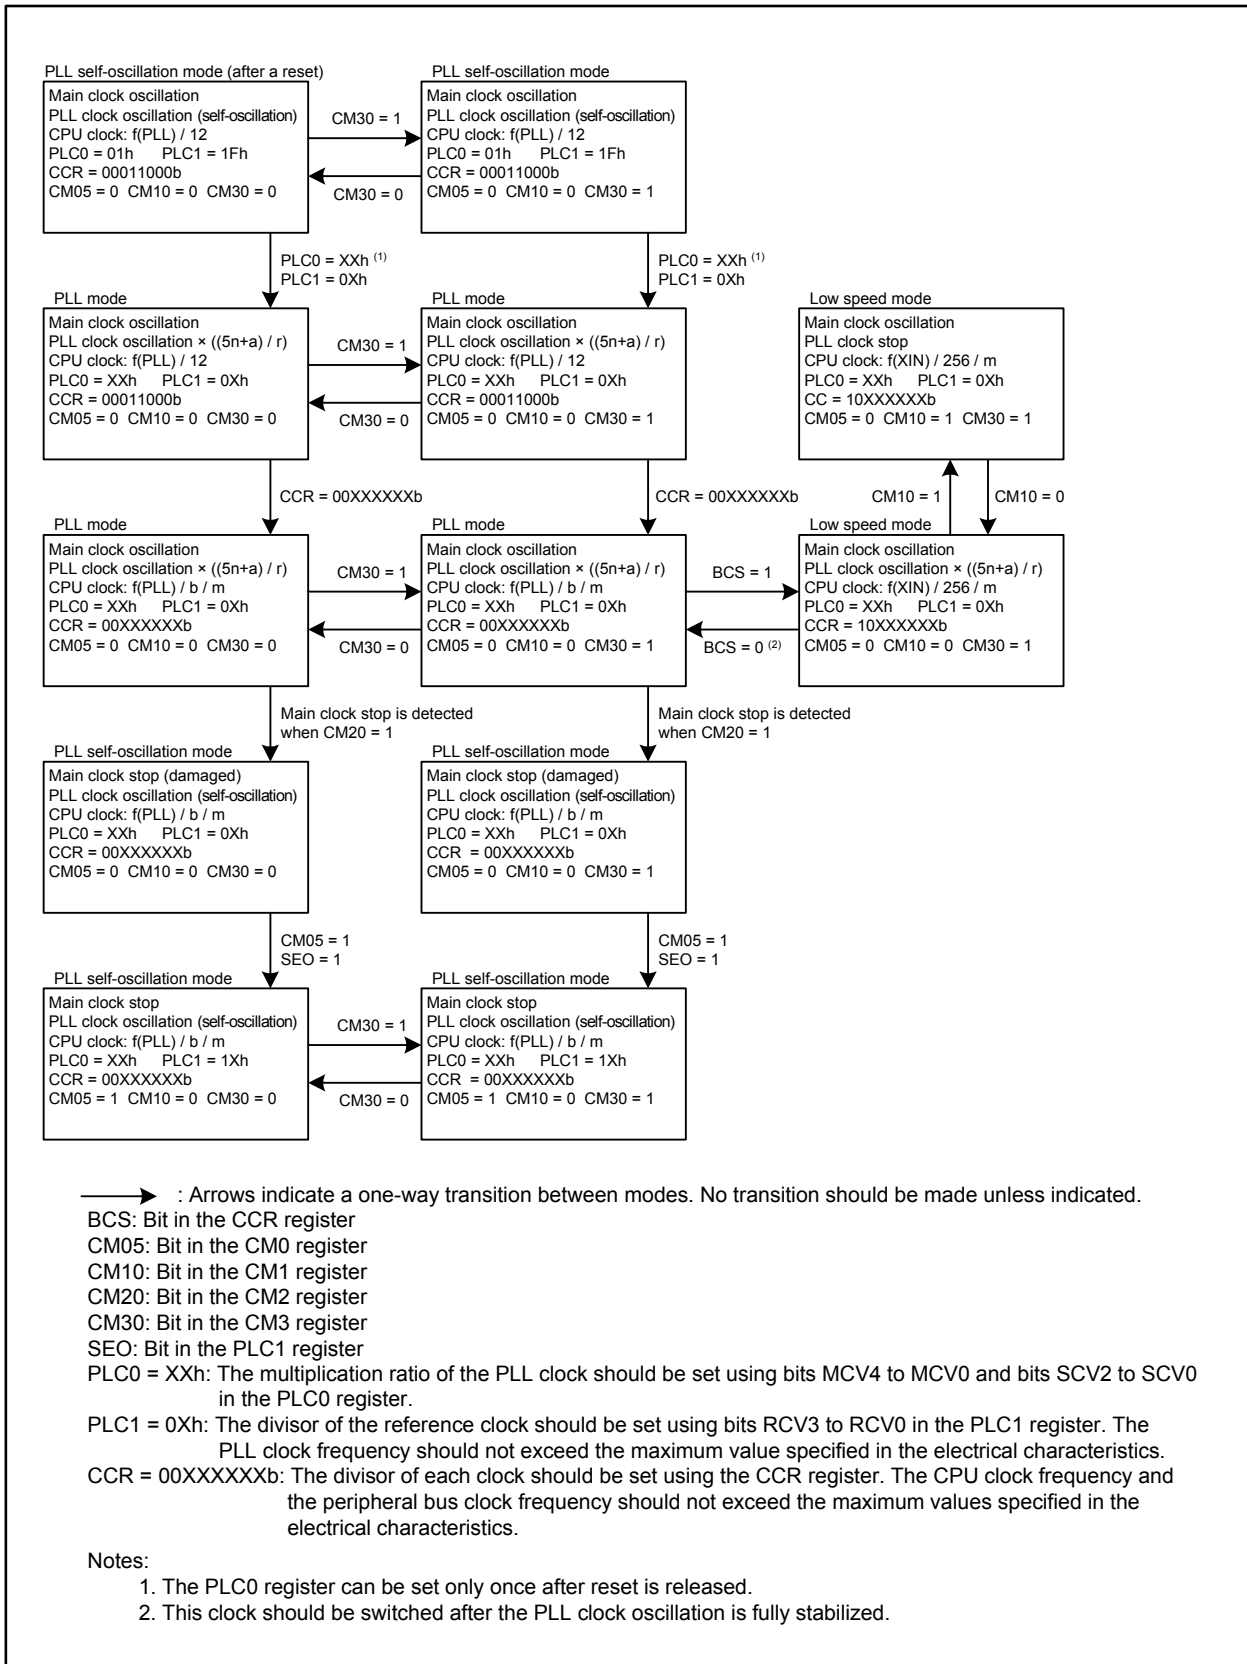 PLL self-oscillation mode (after a reset)
Main clock oscillation
PLL clock oscillation (self-oscillation)
CPU clock: f(PLL) / 12
PLC0 = 01h PLC1 = 1Fh
CCR = 00011000b
CM05 = 0 CM10 = 0 CM30 = 0
CM30 = 1
CM30 = 0
PLL self-oscillation mode
Main clock oscillation
PLL clock oscillation (self-oscillation)
CPU clock: f(PLL) / 12
PLC0 = 01h PLC1 = 1Fh
CCR = 00011000b
CM05 = 0 CM10 = 0 CM30 = 1
PLC0 = XXh (1)
PLC1 = 0Xh
PLC0 = XXh (1)
PLC1 = 0Xh
PLL mode
Main clock oscillation
PLL clock oscillation × ((5n+a) / r)
CPU clock: f(PLL) / 12
PLC0 = XXh PLC1 = 0Xh
CCR = 00011000b
CM05 = 0 CM10 = 0 CM30 = 0
CM30 = 1
CM30 = 0
PLL mode
Main clock oscillation
PLL clock oscillation × ((5n+a) / r)
CPU clock: f(PLL) / 12
PLC0 = XXh PLC1 = 0Xh
CCR = 00011000b
CM05 = 0 CM10 = 0 CM30 = 1
Low speed mode
Main clock oscillation
PLL clock stop
CPU clock: f(XIN) / 256 / m
PLC0 = XXh PLC1 = 0Xh
CC = 10XXXXXXb
CM05 = 0 CM10 = 1 CM30 = 1
CCR = 00XXXXXXb
CCR = 00XXXXXXb
CM10 = 1
CM10 = 0
PLL mode
Main clock oscillation
PLL clock oscillation × ((5n+a) / r)
CPU clock: f(PLL) / b / m
PLC0 = XXh PLC1 = 0Xh
CCR = 00XXXXXXb
CM05 = 0 CM10 = 0 CM30 = 0
CM30 = 1
CM30 = 0
PLL mode
Main clock oscillation
PLL clock oscillation × ((5n+a) / r)
CPU clock: f(PLL) / b / m
PLC0 = XXh PLC1 = 0Xh
CCR = 00XXXXXXb
CM05 = 0 CM10 = 0 CM30 = 1
BCS = 1
BCS = 0 (2)
Low speed mode
Main clock oscillation
PLL clock oscillation × ((5n+a) / r)
CPU clock: f(XIN) / 256 / m
PLC0 = XXh PLC1 = 0Xh
CCR = 10XXXXXXb
CM05 = 0 CM10 = 0 CM30 = 1
Main clock stop is detected
when CM20 = 1
Main clock stop is detected
when CM20 = 1
PLL self-oscillation mode
Main clock stop (damaged)
PLL clock oscillation (self-oscillation)
CPU clock: f(PLL) / b / m
PLC0 = XXh PLC1 = 0Xh
CCR = 00XXXXXXb
CM05 = 0 CM10 = 0 CM30 = 0
PLL self-oscillation mode
Main clock stop (damaged)
PLL clock oscillation (self-oscillation)
CPU clock: f(PLL) / b / m
PLC0 = XXh PLC1 = 0Xh
CCR = 00XXXXXXb
CM05 = 0 CM10 = 0 CM30 = 1
CM05 = 1
SEO = 1
CM05 = 1
SEO = 1
PLL self-oscillation mode
Main clock stop
PLL clock oscillation (self-oscillation)
CPU clock: f(PLL) / b / m
PLC0 = XXh PLC1 = 1Xh
CCR = 00XXXXXXb
CM05 = 1 CM10 = 0 CM30 = 0
CM30 = 1
CM30 = 0
PLL self-oscillation mode
Main clock stop
PLL clock oscillation (self-oscillation)
CPU clock: f(PLL) / b / m
PLC0 = XXh PLC1 = 1Xh
CCR = 00XXXXXXb
CM05 = 1 CM10 = 0 CM30 = 1
: Arrows indicate a one-way transition between modes. No transition should be made unless indicated.
BCS: Bit in the CCR register
CM05: Bit in the CM0 register
CM10: Bit in the CM1 register
CM20: Bit in the CM2 register
CM30: Bit in the CM3 register
SEO: Bit in the PLC1 register
PLC0 = XXh: The multiplication ratio of the PLL clock should be set using bits MCV4 to MCV0 and bits SCV2 to SCV0
in the PLC0 register.
PLC1 = 0Xh: The divisor of the reference clock should be set using bits RCV3 to RCV0 in the PLC1 register. The
PLL clock frequency should not exceed the maximum value specified in the electrical characteristics.
CCR = 00XXXXXXb: The divisor of each clock should be set using the CCR register. The CPU clock frequency and
the peripheral bus clock frequency should not exceed the maximum values specified in the
electrical characteristics.
Notes:
1. The PLC0 register can be set only once after reset is released.
2. This clock should be switched after the PLL clock oscillation is fully stabilized.